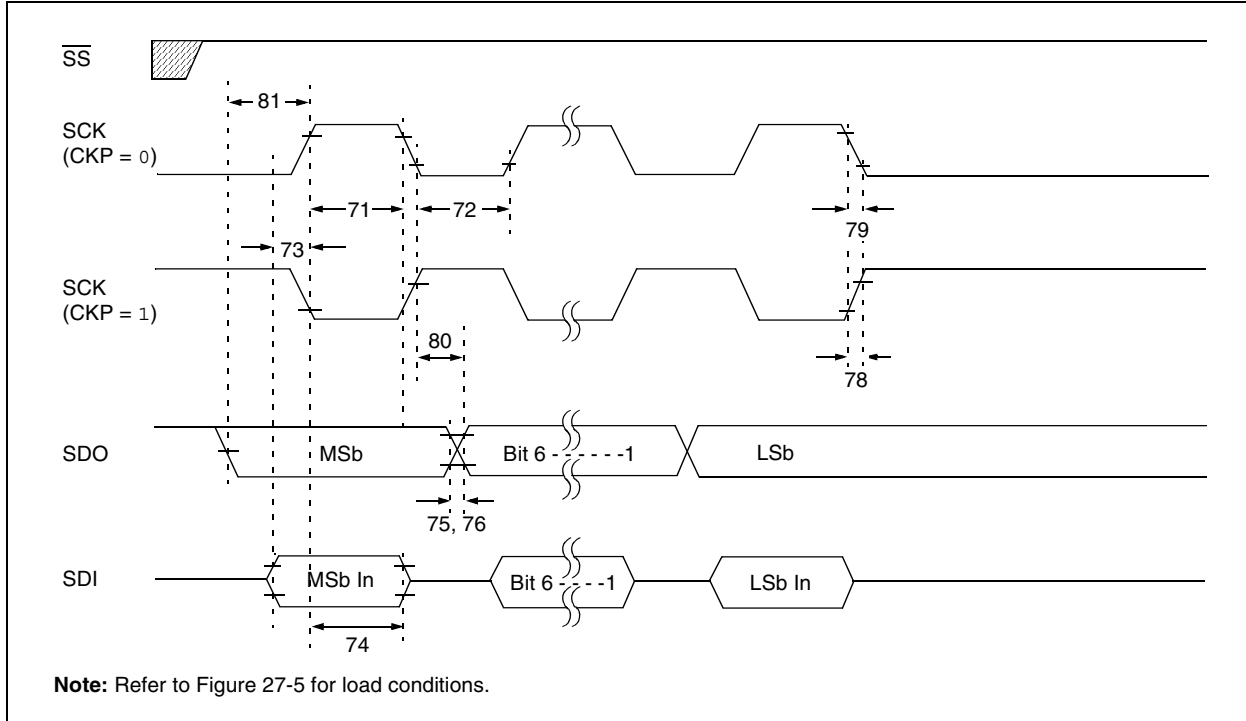 SS
81
SCK
(CKP = 0)
71
72
79
73
SCK
(CKP = 1)
80
78
SDO
MSb
Bit 6 - - - - - - -1
LSb
75, 76
SDI
MSb In
Bit 6 - - - - -1
LSb In
74
Note: Refer to Figure 27-5 for load conditions.